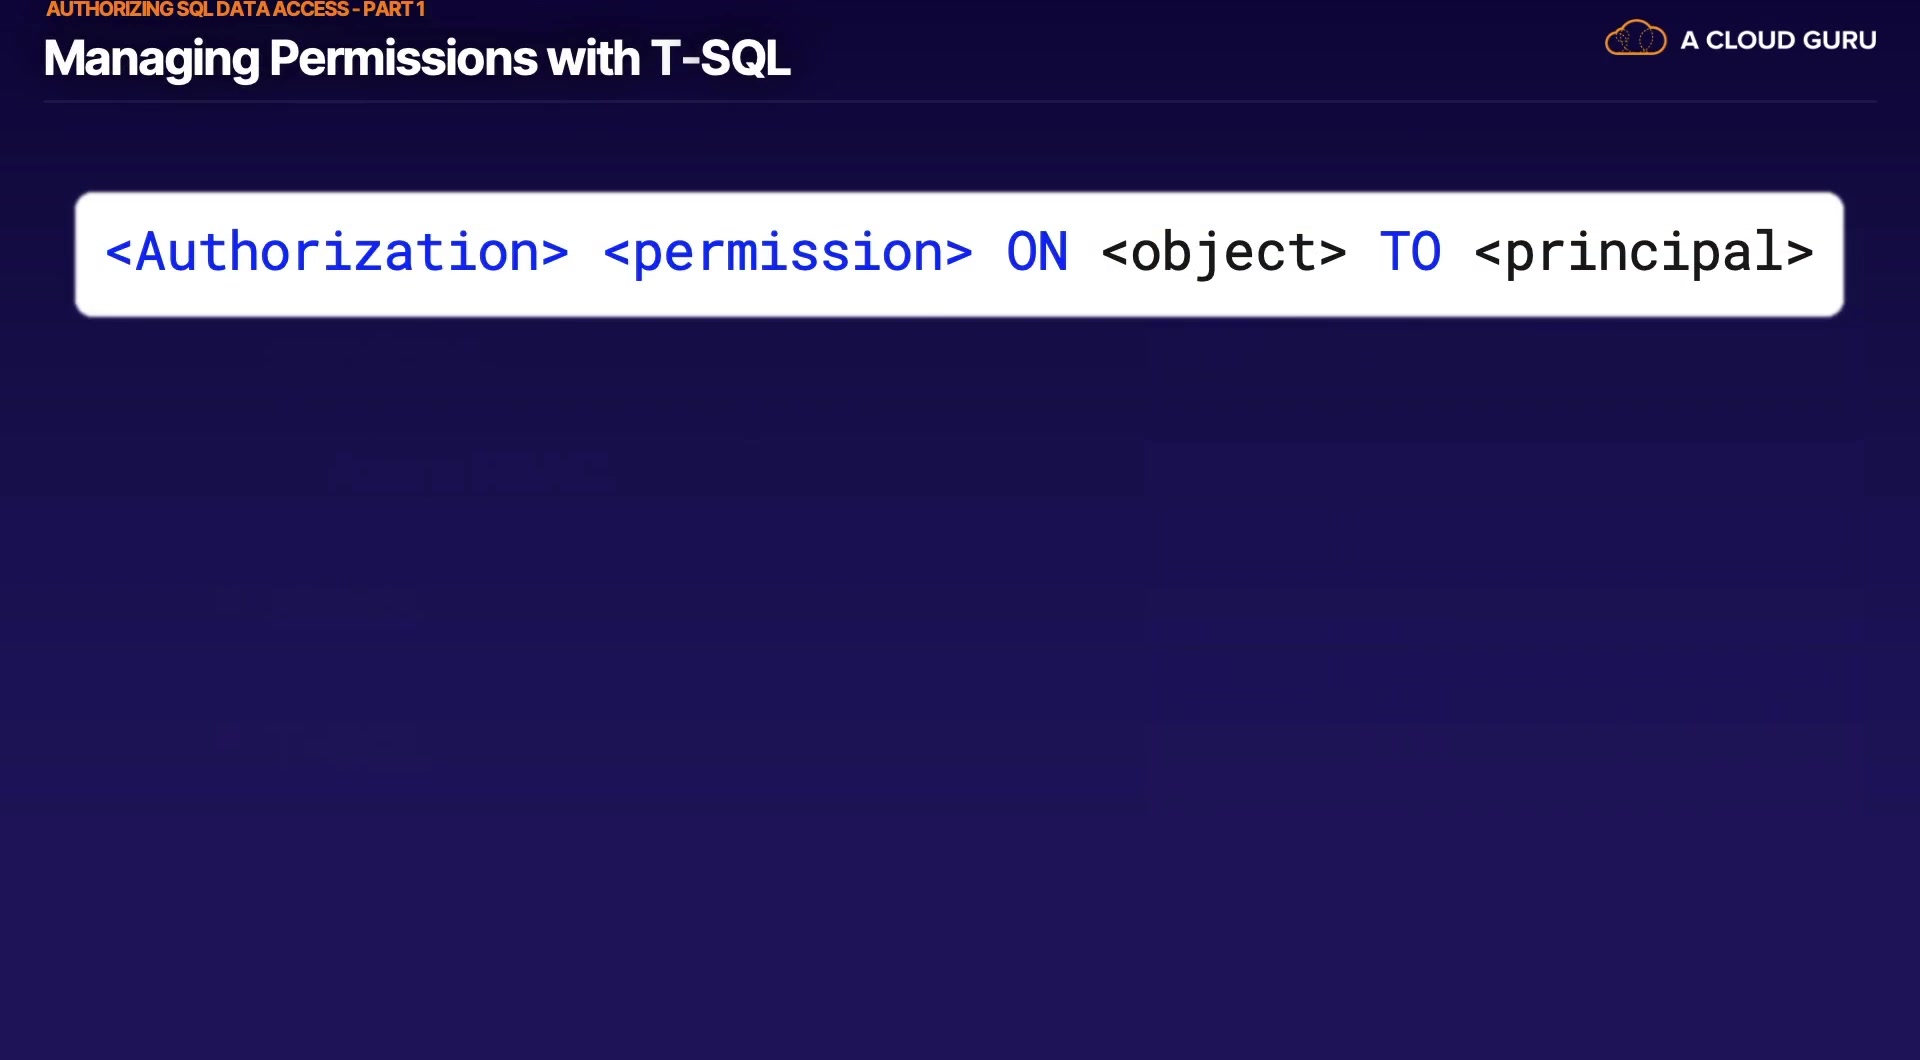 AUTHORIZING SQL DATA ACCESS - PART 1
Managing Permissions with T-SQL
A CLOUD GURU
<Authorization> <permission> ON <object> TO <principal>